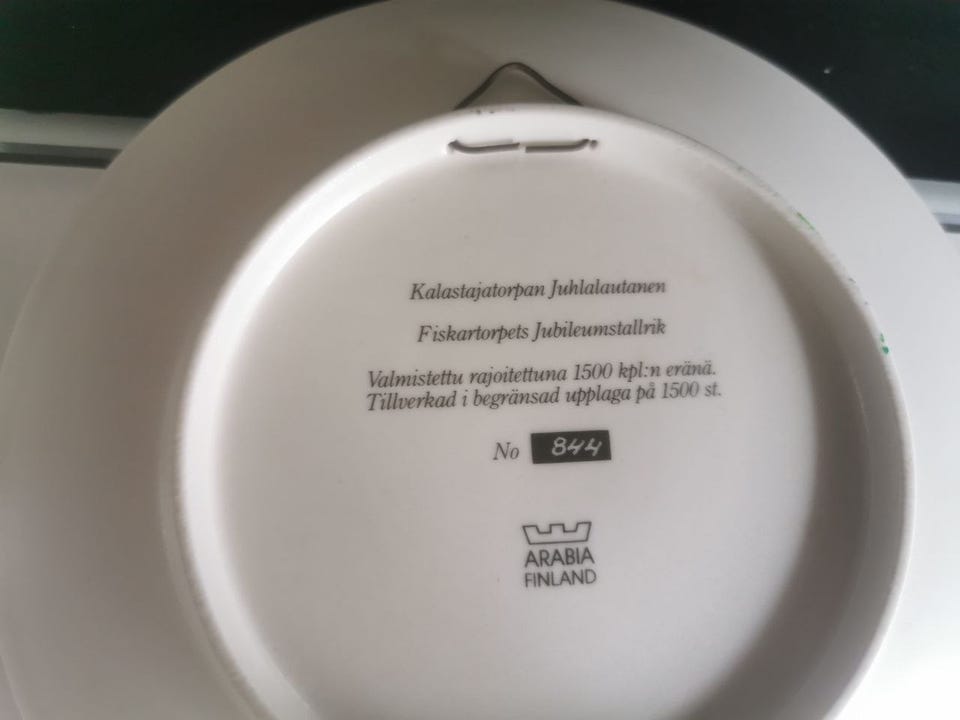 Kalastajatorpan Juhlalautanen
Fiskartorpets Jubileumstallrik
Valmistettu rajoitettuna 1500 kpl:n eränä.
Tillverkad i begränsad upplaga på 1500 st.
No 844
ARABIA
FINLAND